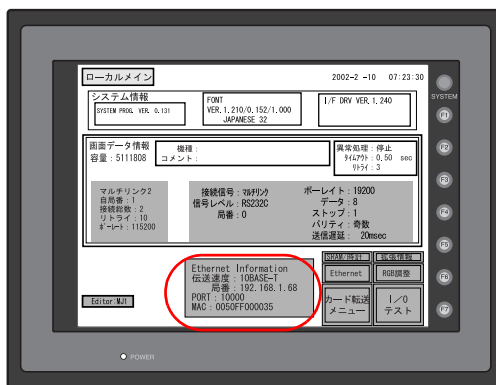 ローカルメイン
2002-2 -10 07:23:30
システム情報
SYSTEM PROG. VER. 0.131
FONT
VER.1.210/0.152/1.000
JAPANESE 32
I/F DRV VER.1.240
画面データ情報
容量：5111808
機種：
コメント：
異常処理：停止
ﾀｲﾑｱｳﾄ：0.50 sec
ﾘﾄﾗｲ：3
マルチリンク2
自局番：1
接続総数：2
リトライ：10
ﾎﾞｰﾚｰﾄ：115200
接続信号：ﾏﾙﾁﾘﾝｸ
信号レベル：RS232C
局番：0
ボーレイト：19200
データ：8
ストップ：1
パリティ：奇数
送信遅延： 20msec
Ethernet Information
伝送速度：10BASE-T
局番：192.168.1.68
PORT：10000
MAC：0050FF000035
Editor:MJ1
SRAM/時計
拡張情報
Ethernet
RGB調整
カード転送
メニュー
I／O
テスト
SYSTEM
F1
F2
F3
F4
F5
F6
F7
POWER